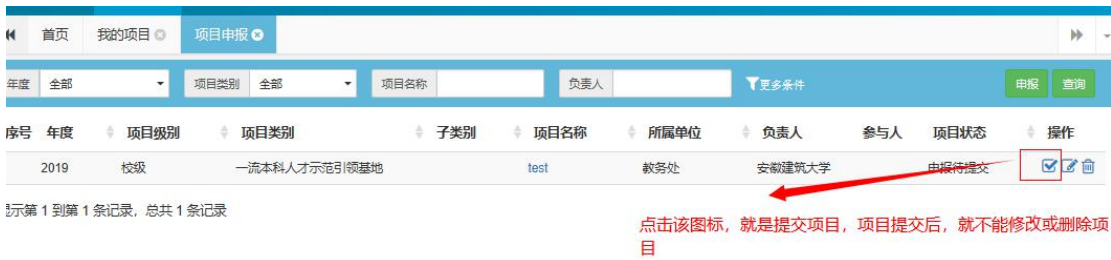 首页 我的项目 项目申报
年度 全部 项目类别 全部 项目名称 负责人 更多条件 申报 查询
序号 年度 项目级别 项目类别 子类别 项目名称 所属单位 负责人 参与人 项目状态 操作
2019 校级 一流本科人才示范引领基地 test 教务处 安徽建筑大学 申报待提交
显示第 1 到第 1 条记录，总共 1 条记录
点击该图标，就是提交项目，项目提交后，就不能修改或删除项
目